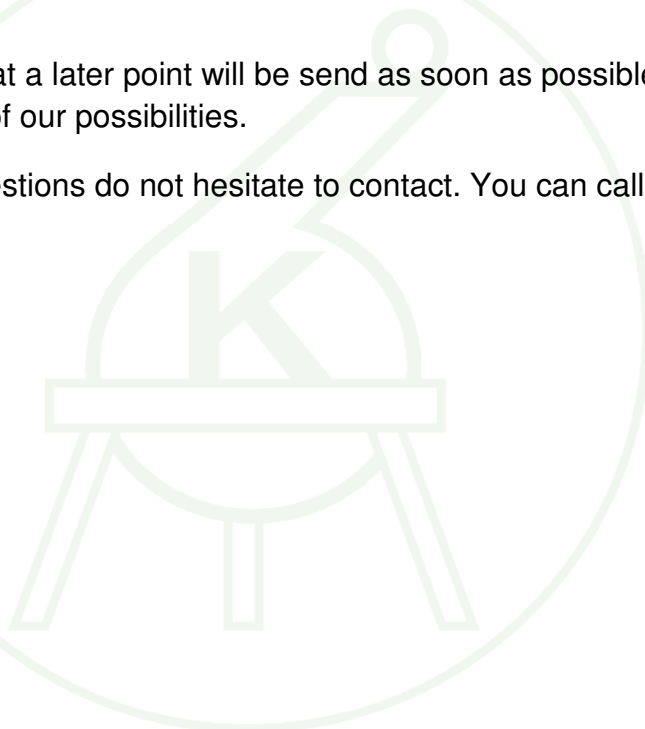 at a later point will be send as soon as possible
of our possibilities.
estions do not hesitate to contact. You can call
K